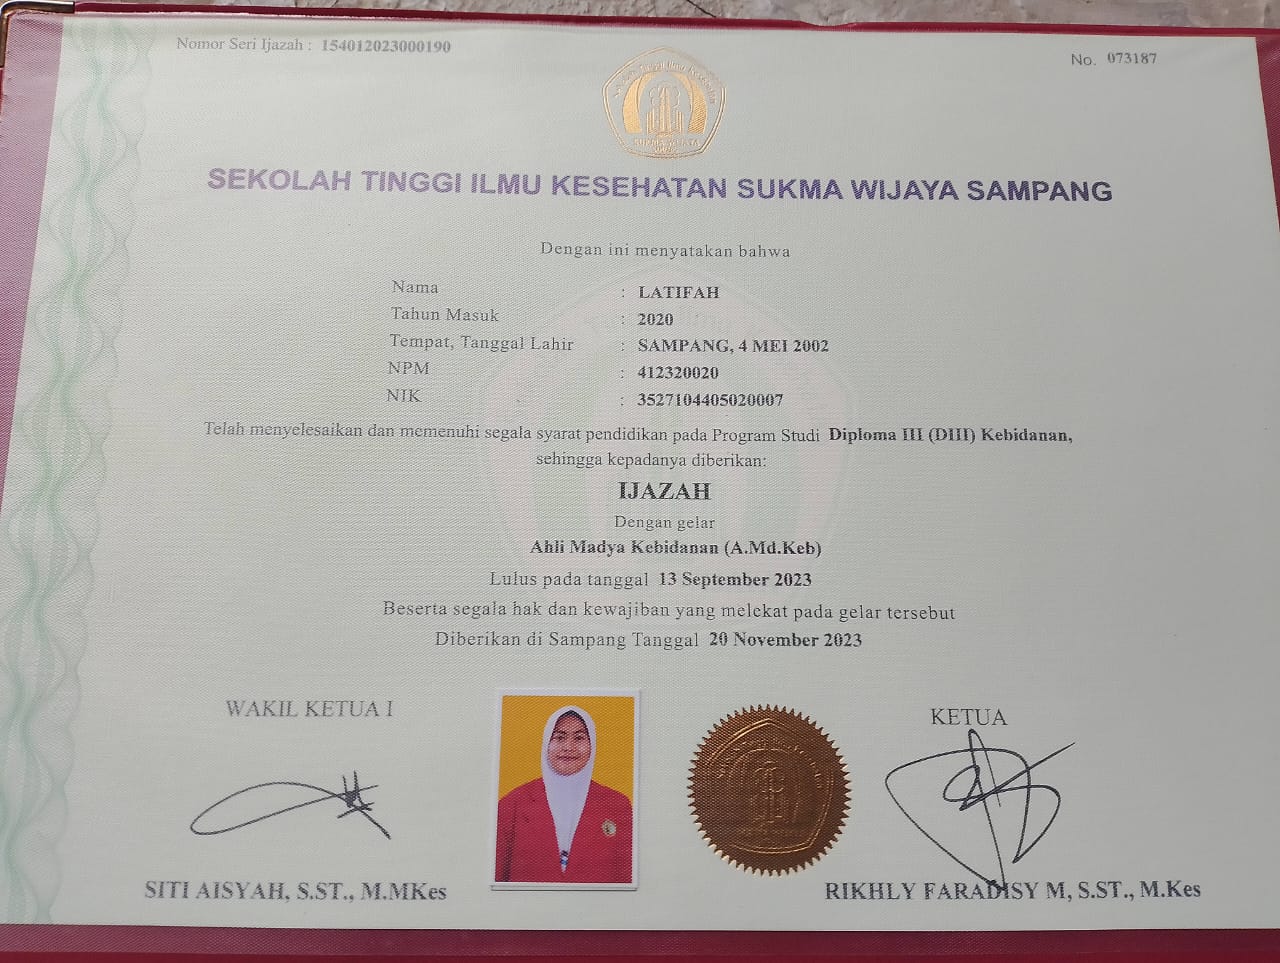 Nomor Seri Ijazah : 154012023000190
No. 073187
SEKOLAH TINGGI ILMU KESEHATAN SUKMA WIJAYA SAMPANG
Dengan ini menyatakan bahwa
Nama : LATIFAH
Tahun Masuk : 2020
Tempat, Tanggal Lahir : SAMPANG, 4 MEI 2002
NPM : 412320020
NIK : 3527104405020007
Telah menyelesaikan dan memenuhi segala syarat pendidikan pada Program Studi Diploma III (DIII) Kebidanan,
sehingga kepadanya diberikan:
IJAZAH
Dengan gelar
Ahli Madya Kebidanan (A.Md.Keb)
Lulus pada tanggal 13 September 2023
Beserta segala hak dan kewajiban yang melekat pada gelar tersebut
Diberikan di Sampang Tanggal 20 November 2023
WAKIL KETUA I
KETUA
SITI AISYAH, S.ST., M.MKes
RIKHLY FARADISY M, S.ST., M.Kes